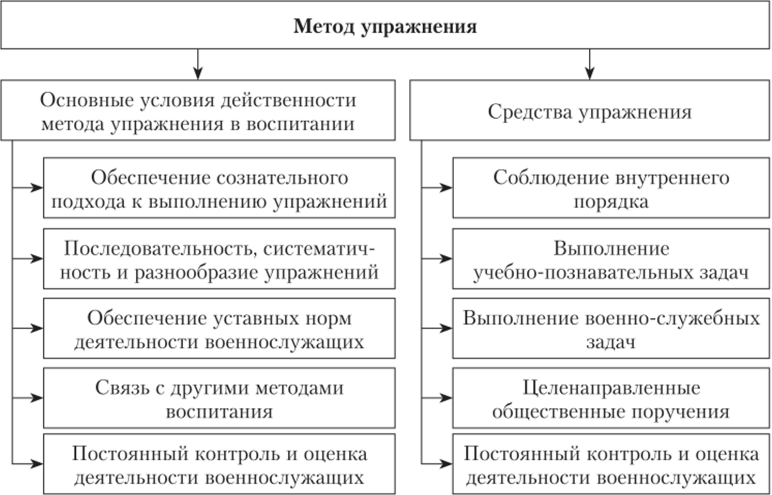 Метод упражнения
Основные условия действенности
метода упражнения в воспитании
Обеспечение сознательного
подхода к выполнению упражнений
Последовательность, систематич-
ность и разнообразие упражнений
Обеспечение уставных норм
деятельности военнослужащих
Связь с другими методами
воспитания
Постоянный контроль и оценка
деятельности военнослужащих
Средства упражнения
Соблюдение внутреннего
порядка
Выполнение
учебно-познавательных задач
Выполнение военно-служебных
задач
Целенаправленные
общественные поручения
Постоянный контроль и оценка
деятельности военнослужащих